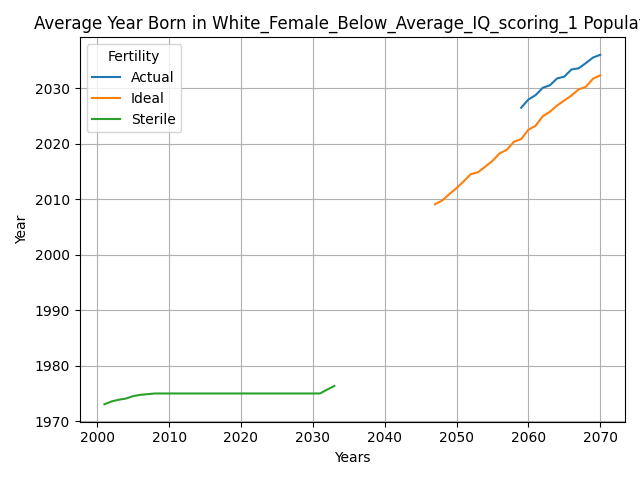 Average Year Born in White_Female_Below_Average_IQ_scoring_1 Populat
Fertility
Actual
Ideal
Sterile
Year
2030
2020
2010
2000
1990
1980
1970
2000 2010 2020 2030 2040 2050 2060 2070
Years